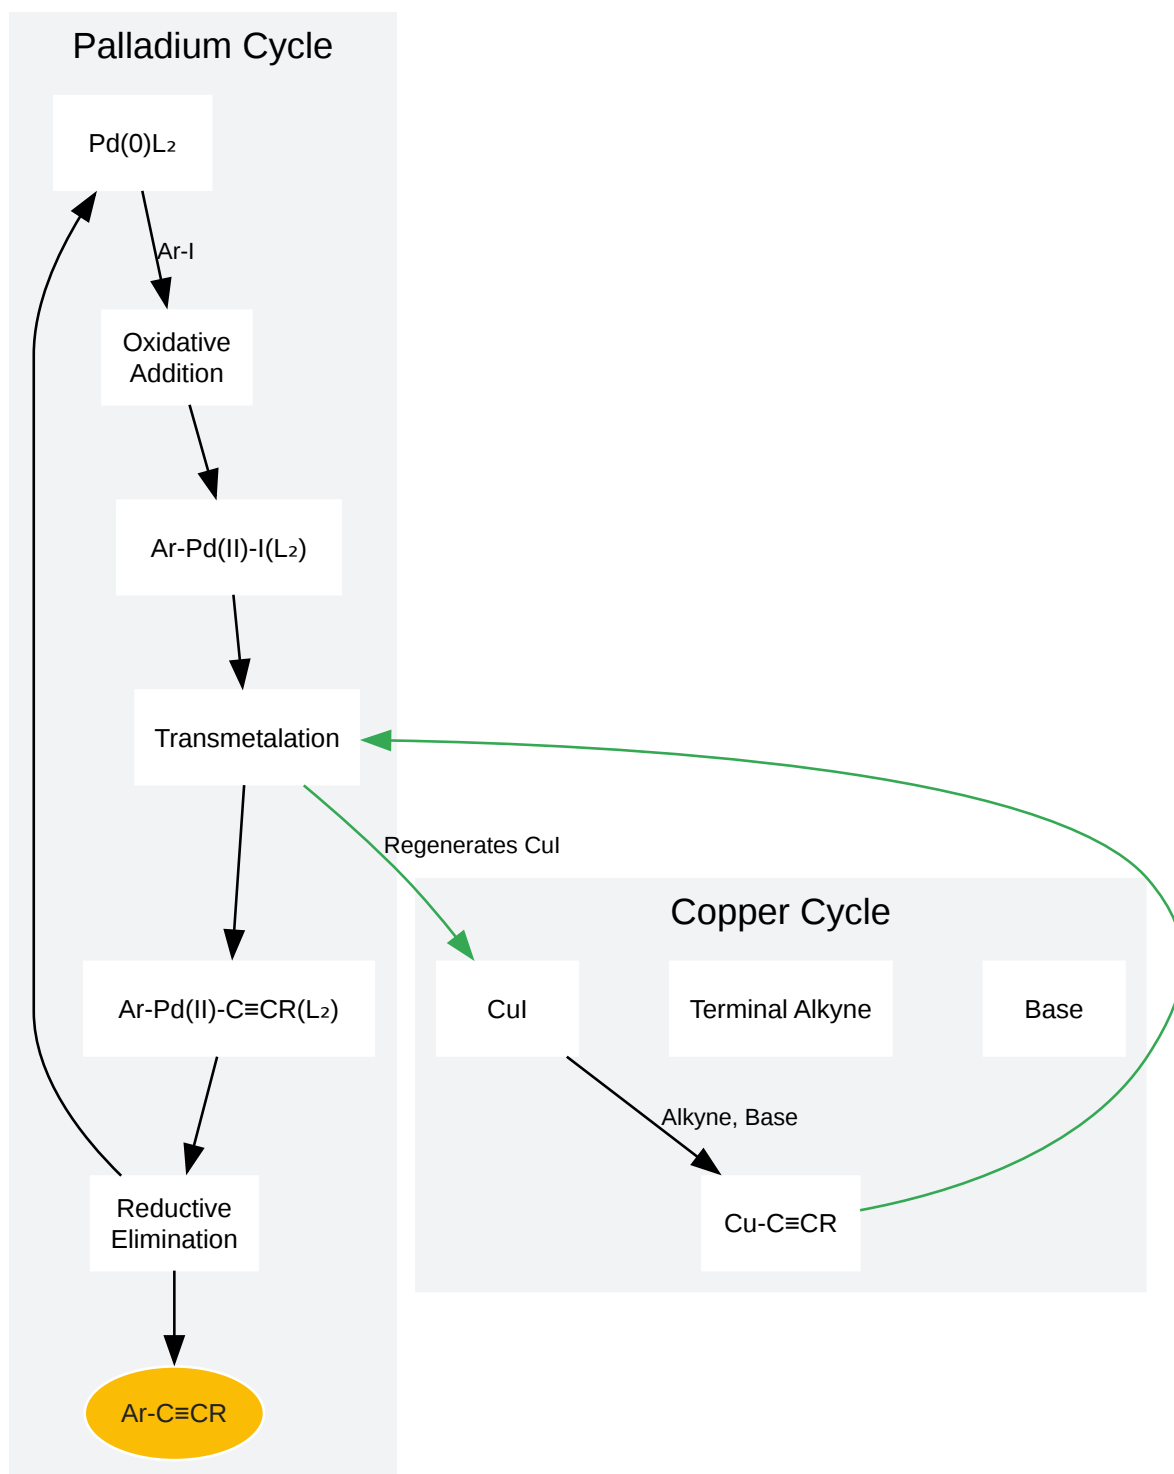 Palladium Cycle
Pd(0)L₂
Ar-I
Oxidative
Addition
Ar-Pd(II)-I(L₂)
Transmetalation
Regenerates CuI
Copper Cycle
Ar-Pd(II)-C≡CR(L₂)
CuI
Terminal Alkyne
Base
Alkyne, Base
Reductive
Elimination
Cu-C≡CR
Ar-C≡CR